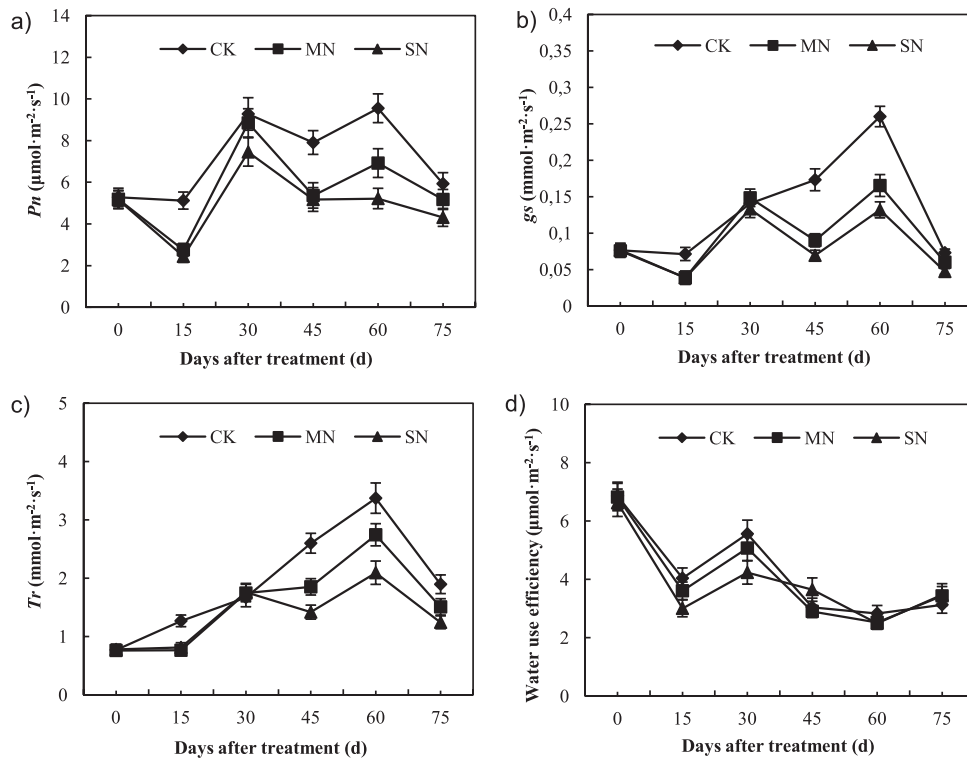 a)
14
12
10
8
6
4
2
0
CK MN SN
Pn (μmol·m⁻²·s⁻¹)
0 15 30 45 60 75
Days after treatment (d)
b)
0,4
0,35
0,3
0,25
0,2
0,15
0,1
0,05
0
CK MN SN
gs (mmol·m⁻²·s⁻¹)
0 15 30 45 60 75
Days after treatment (d)
c)
5
4
3
2
1
0
CK MN SN
Tr (mmol·m⁻²·s⁻¹)
0 15 30 45 60 75
Days after treatment (d)
d)
10
8
6
4
2
0
CK MN SN
Water use efficiency (μmol·m⁻²·s⁻¹)
0 15 30 45 60 75
Days after treatment (d)